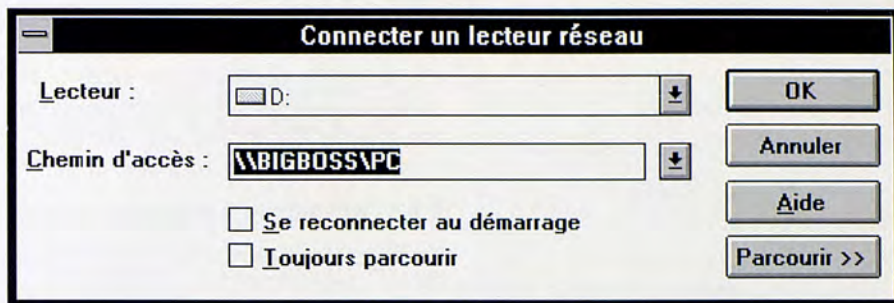 Connecter un lecteur réseau
Lecteur :
D:
OK
Chemin d'accès :
\\BIGBOSS\PC
Annuler
Se reconnecter au démarrage
Aide
Toujours parcourir
Parcourir >>